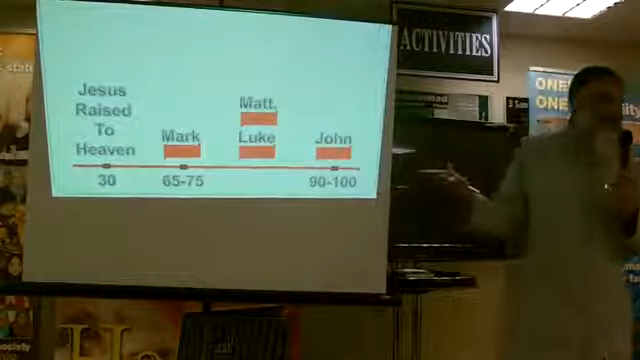 ACTIVITIES
Jesus
Raised
To
Heaven
Mark
Matt.
Luke
John
30
65-75
90-100
ONE
ONE